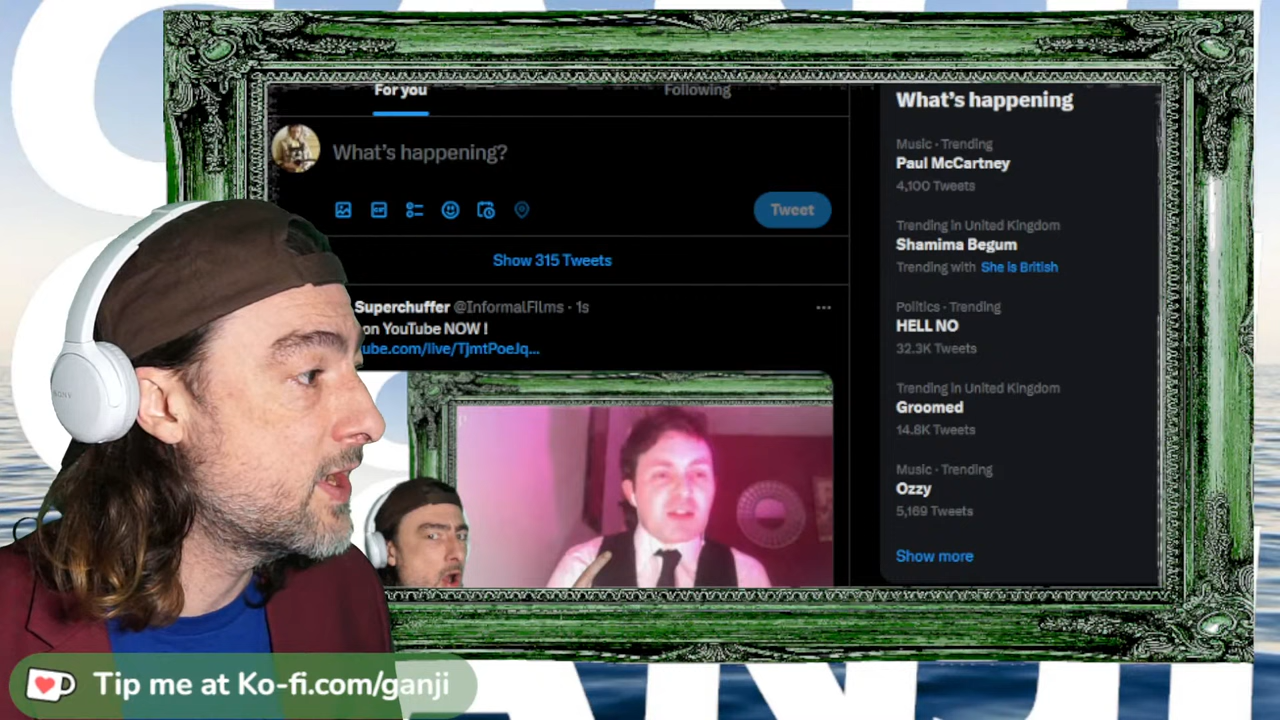 For you
Following
What's happening?
GIF
Tweet
Show 315 Tweets
Superchuffer @InformalFIlms · 1s
on YouTube NOW !
ube.com/live/TjmtPoeJq...
What's happening
Music · Trending
Paul McCartney
4,100 Tweets
Trending in United Kingdom
Shamima Begum
Trending with She is British
Politics · Trending
HELL NO
32.3K Tweets
Trending in United Kingdom
Groomed
14.8K Tweets
Music · Trending
Ozzy
5,169 Tweets
Show more
SONY
Tip me at Ko-fi.com/ganji